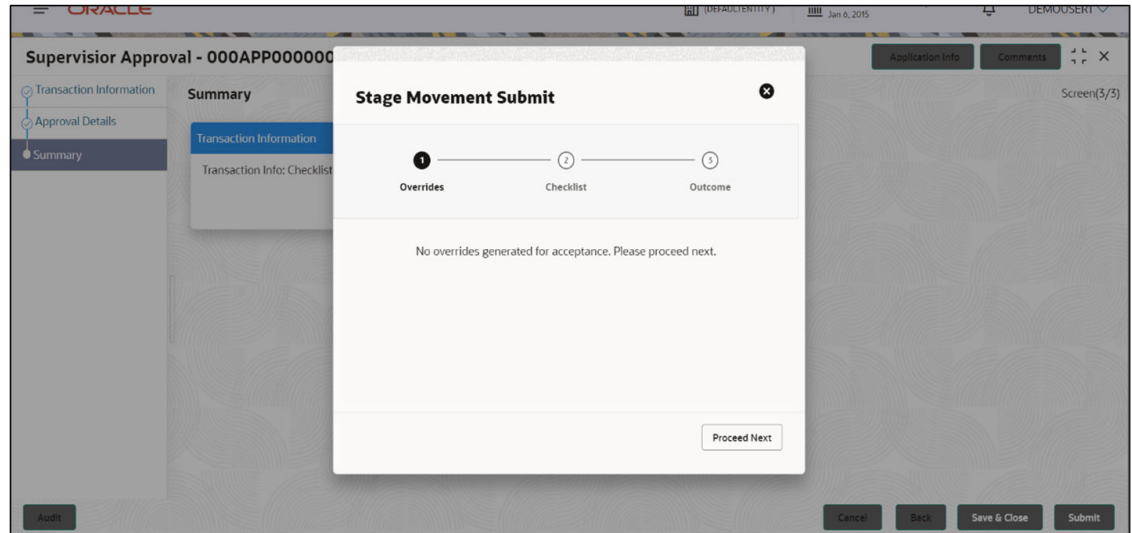 ORACLE (DEFAULTENTITY) Jan 6, 2015 DEMOUSER1
Supervisior Approval - 000APP000000 Application Info Comments
Transaction Information Summary Stage Movement Submit Screen(3/3)
Approval Details
Transaction Information
Summary
Transaction Info: Checklist
1 2 3
Overrides Checklist Outcome
No overrides generated for acceptance. Please proceed next.
Proceed Next
Audit Cancel Back Save & Close Submit